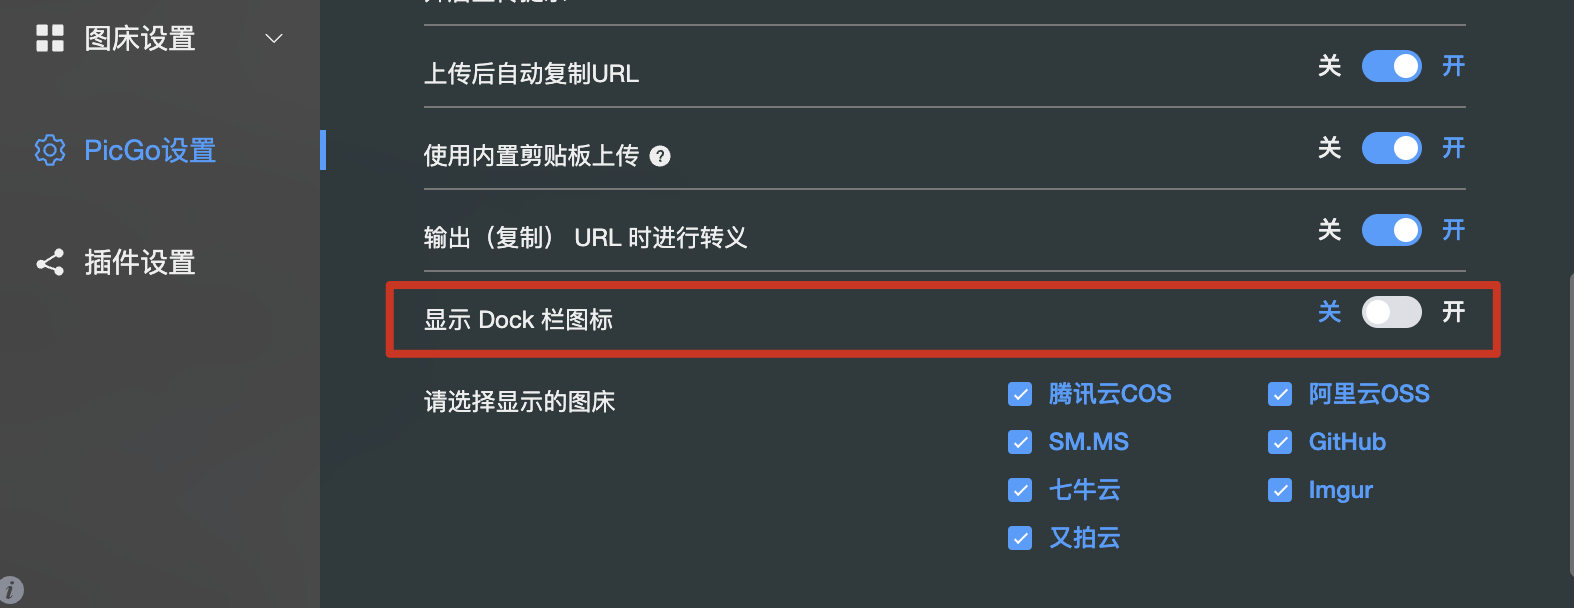 图床设置
PicGo设置
插件设置
上传后自动复制URL 关 开
使用内置剪贴板上传 ? 关 开
输出（复制） URL 时进行转义 关 开
显示 Dock 栏图标 关 开
请选择显示的图床
腾讯云COS 阿里云OSS
SM.MS GitHub
七牛云 Imgur
又拍云